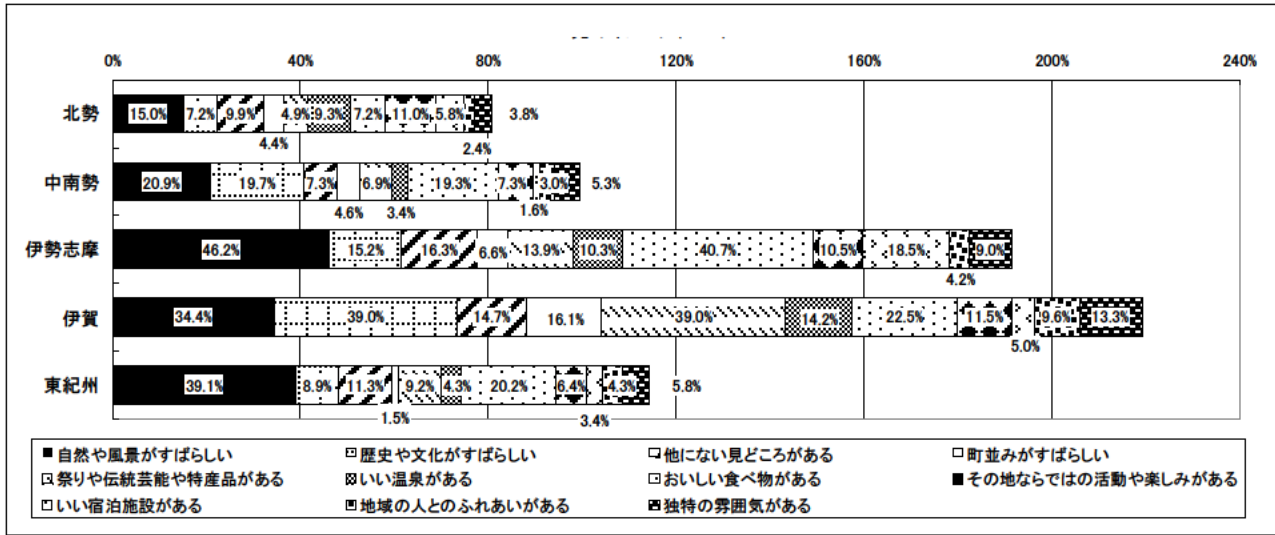 0% 40% 80% 120% 160% 200% 240%
北勢 15.0% 7.2% 9.9% 4.9% 9.3% 7.2% 11.0% 5.8% 3.8%
4.4% 2.4%
中南勢 20.9% 19.7% 7.3% 6.9% 19.3% 7.3% 3.0% 5.3%
4.6% 3.4% 1.6%
伊勢志摩 46.2% 15.2% 16.3% 6.6% 13.9% 10.3% 40.7% 10.5% 18.5% 9.0%
4.2%
伊賀 34.4% 39.0% 14.7% 16.1% 39.0% 14.2% 22.5% 11.5% 9.6% 13.3%
5.0%
東紀州 39.1% 8.9% 11.3% 9.2% 4.3% 20.2% 6.4% 4.3% 5.8%
1.5% 3.4%
自然や風景がすばらしい 歴史や文化がすばらしい 他にない見どころがある 町並みがすばらしい
祭りや伝統芸能や特産品がある いい温泉がある おいしい食べ物がある その地ならではの活動や楽しみがある
いい宿泊施設がある 地域の人とのふれあいがある 独特の雰囲気がある